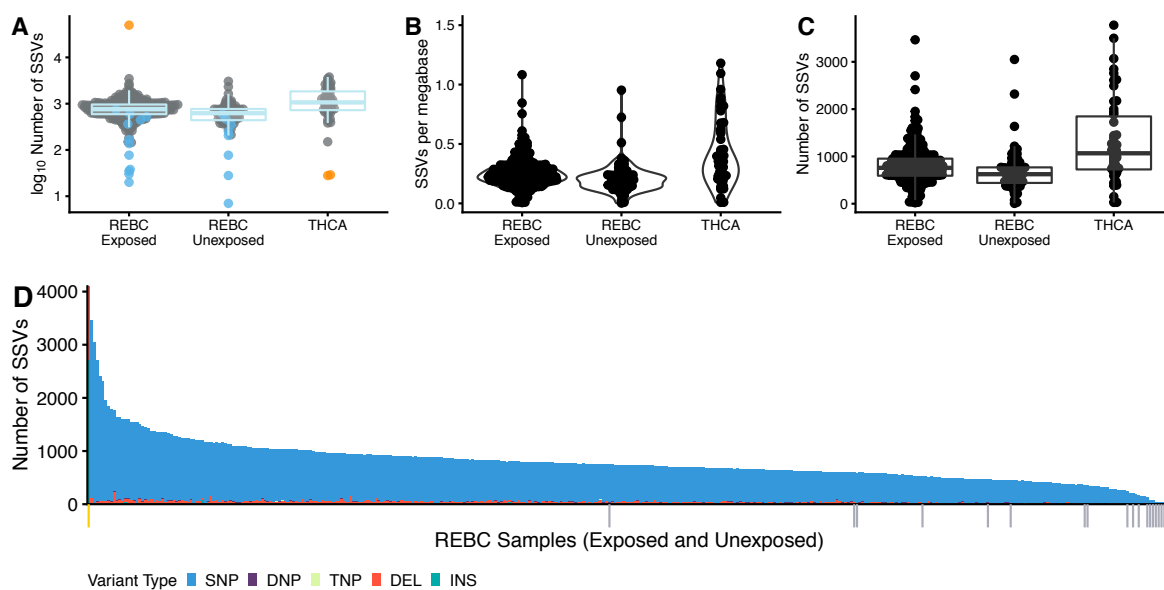 A
log10 Number of SSVs
4
3
2
1
REBC
Exposed
REBC
Unexposed
THCA
B
SSVs per megabase
1.5
1.0
0.5
0.0
REBC
Exposed
REBC
Unexposed
THCA
C
Number of SSVs
3000
2000
1000
0
REBC
Exposed
REBC
Unexposed
THCA
D
Number of SSVs
4000
3000
2000
1000
0
REBC Samples (Exposed and Unexposed)
Variant Type SNP DNP TNP DEL INS